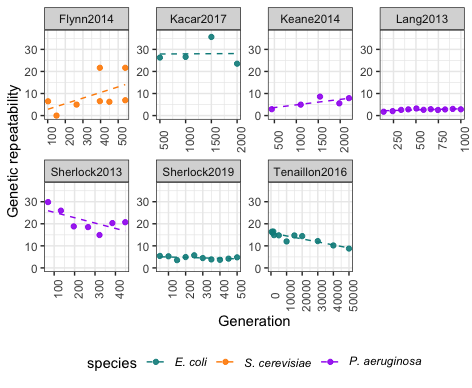 Flynn2014 Kacar2017 Keane2014 Lang2013
30
20
10
0
100 200 300 400 500 500 1000 1500 2000 500 1000 1500 2000 250 500 750 1000
Sherlock2013 Sherlock2019 Tenaillon2016
30
20
10
0
100 200 300 400 100 200 300 400 500 0 10000 20000 30000 40000 50000
Genetic repeatability
Generation
species E. coli S. cerevisiae P. aeruginosa